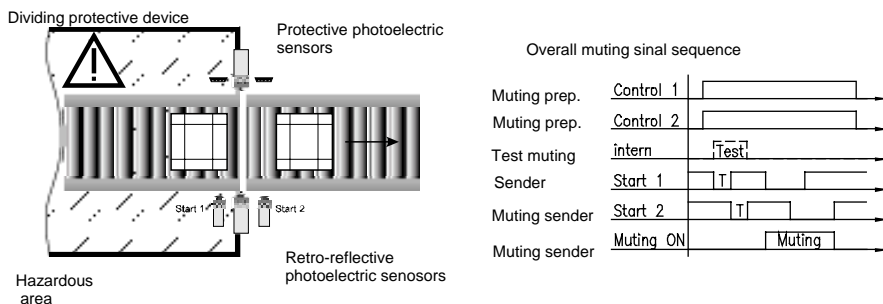 Dividing protective device
Protective photoelectric
sensors
Start 1
Start 2
Retro-reflective
photoelectric senosors
Hazardous
area
Overall muting sinal sequence
Muting prep. Control 1
Muting prep. Control 2
Test muting intern Test
Sender Start 1 T
Muting sender Start 2 T
Muting sender Muting ON Muting